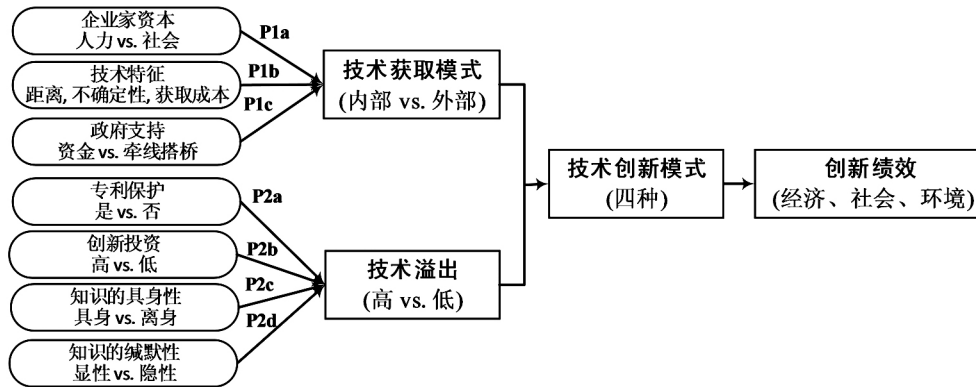 企业家资本
人力 vs. 社会
P1a
技术特征
距离, 不确定性, 获取成本
P1b
政府支持
资金 vs. 牵线搭桥
P1c
技术获取模式
(内部 vs. 外部)
专利保护
是 vs. 否
P2a
创新投资
高 vs. 低
P2b
知识的具身性
具身 vs. 离身
P2c
知识的缄默性
显性 vs. 隐性
P2d
技术溢出
(高 vs. 低)
技术创新模式
(四种)
创新绩效
(经济、社会、环境)